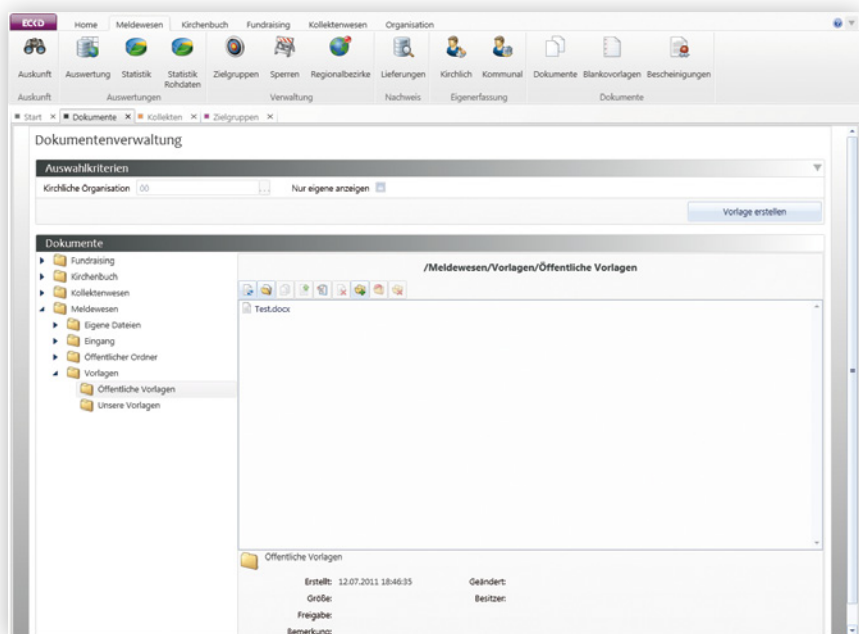 ECKD Home Meldewesen Kirchenbuch Fundraising Kollektenwesen Organisation
Auskunft Auswertung Statistik Statistik Rohdaten Zielgruppen Sperren Regionalbezirke Lieferungen Kirchlich Kommunal Dokumente Blankovorlagen Bescheinigungen
Auskunft Auswertungen Verwaltung Nachweis Eigenerfassung Dokumente
Start Dokumente Kollekten Zielgruppen
Dokumentenverwaltung
Auswahlkriterien
Kirchliche Organisation 00 ... Nur eigene anzeigen
Vorlage erstellen
Dokumente
Fundraising
Kirchenbuch
Kollektenwesen
Meldewesen
Eigene Dateien
Eingang
Öffentlicher Ordner
Vorlagen
Öffentliche Vorlagen
Unsere Vorlagen
/Meldewesen/Vorlagen/Öffentliche Vorlagen
Test.docx
Öffentliche Vorlagen
Erstellt: 12.07.2011 18:46:35 Geändert:
Größe: Besitzer:
Freigabe:
Bemerkung: